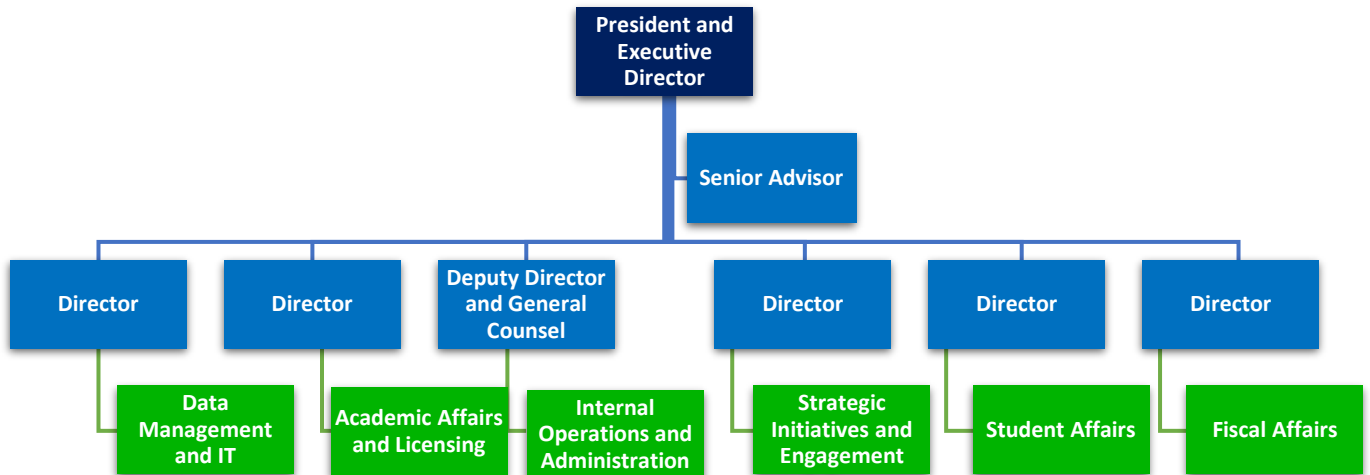 President and
Executive
Director
Senior Advisor
Director
Director
Deputy Director
and General
Counsel
Director
Director
Director
Data
Management
and IT
Academic Affairs
and Licensing
Internal
Operations and
Administration
Strategic
Initiatives and
Engagement
Student Affairs
Fiscal Affairs